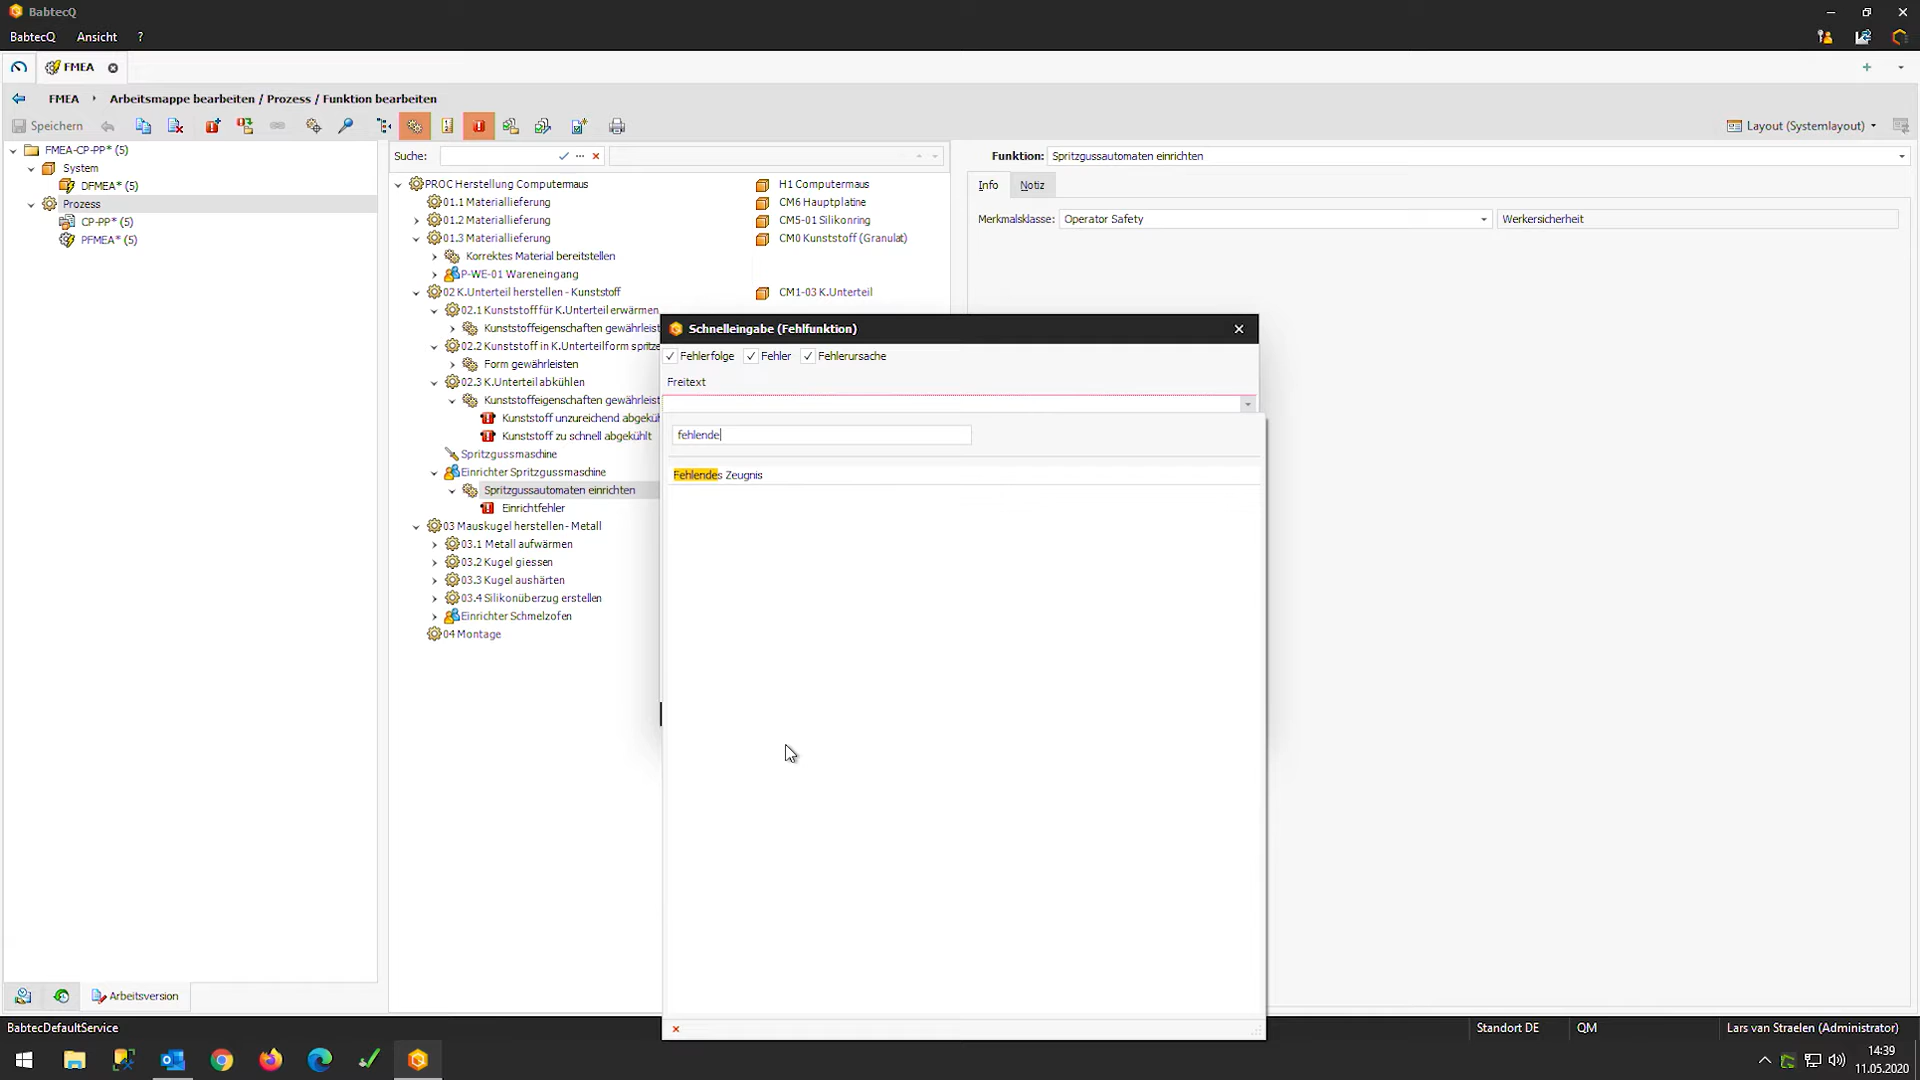 BabtecQ
BabtecQ Ansicht ?
FMEA
FMEA Arbeitsmappe bearbeiten / Prozess / Funktion bearbeiten
Speichern
Layout (Systemlayout)
FMEA-CP-PP* (5)
System
DFMEA* (5)
Prozess
CP-PP* (5)
PFMEA* (5)
Suche:
PROC Herstellung Computermaus H1 Computermaus
01.1 Materiallieferung CM6 Hauptplatine
01.2 Materiallieferung CM5-01 Silikonring
01.3 Materiallieferung CM0 Kunststoff (Granulat)
Korrektes Material bereitstellen
P-WE-01 Wareneingang
02 K.Unterteil herstellen - Kunststoff CM1-03 K.Unterteil
02.1 Kunststoff für K.Unterteil erwärmen
Kunststoffeigenschaften gewährleist
02.2 Kunststoff in K.Unterteilform spritze
Form gewährleisten
02.3 K.Unterteil abkühlen
Kunststoffeigenschaften gewährleist
Kunststoff unzureichend abgeküh
Kunststoff zu schnell abgekühlt
Spritzgussmaschine
Einrichter Spritzgussmaschine
Spritzgussautomaten einrichten
Einrichtfehler
03 Mauskugel herstellen - Metall
03.1 Metall aufwärmen
03.2 Kugel giessen
03.3 Kugel aushärten
03.4 Silikonüberzug erstellen
Einrichter Schmelzofen
04 Montage
Funktion: Spritzgussautomaten einrichten
Info Notiz
Merkmalsklasse: Operator Safety Werkersicherheit
Schnelleingabe (Fehlfunktion)
Fehlerfolge Fehler Fehlerursache
Freitext
fehlende
Fehlendes Zeugnis
Arbeitsversion
BabtecDefaultService Standort DE QM Lars van Straelen (Administrator)
14:39
11.05.2020